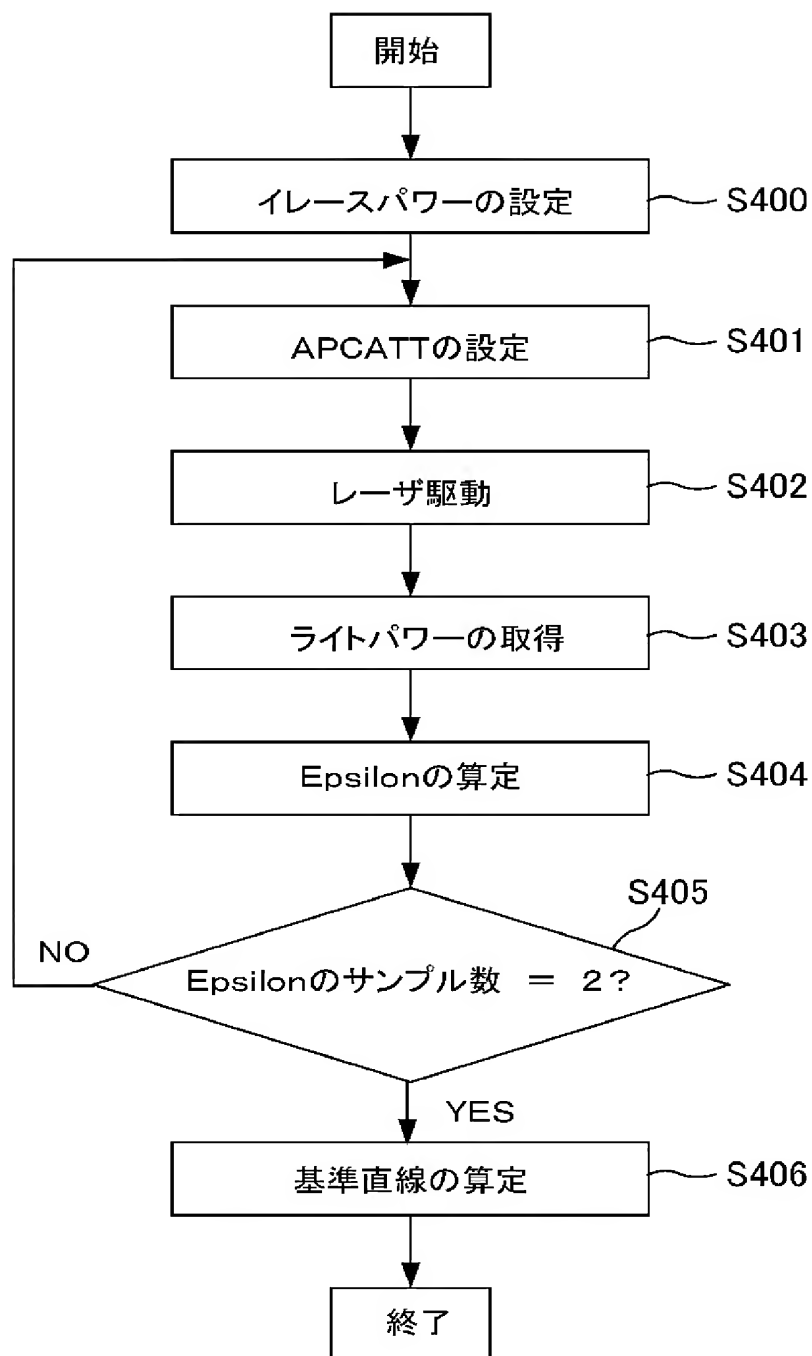 開始
イレースパワーの設定
S400
APCATTの設定
S401
レーザ駆動
S402
ライトパワーの取得
S403
Epsilonの算定
S404
S405
NO
Epsilonのサンプル数 = 2?
YES
基準直線の算定
S406
終了